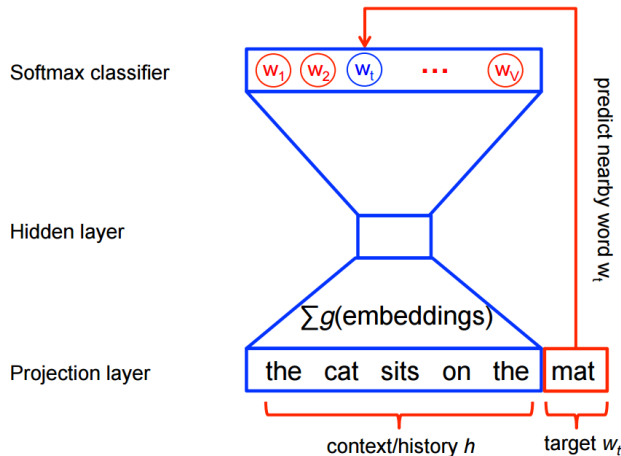 Softmax classifier
w1 w2 wt ... wV
predict nearby word wt
Hidden layer
∑g(embeddings)
Projection layer
the cat sits on the mat
context/history h
target wt